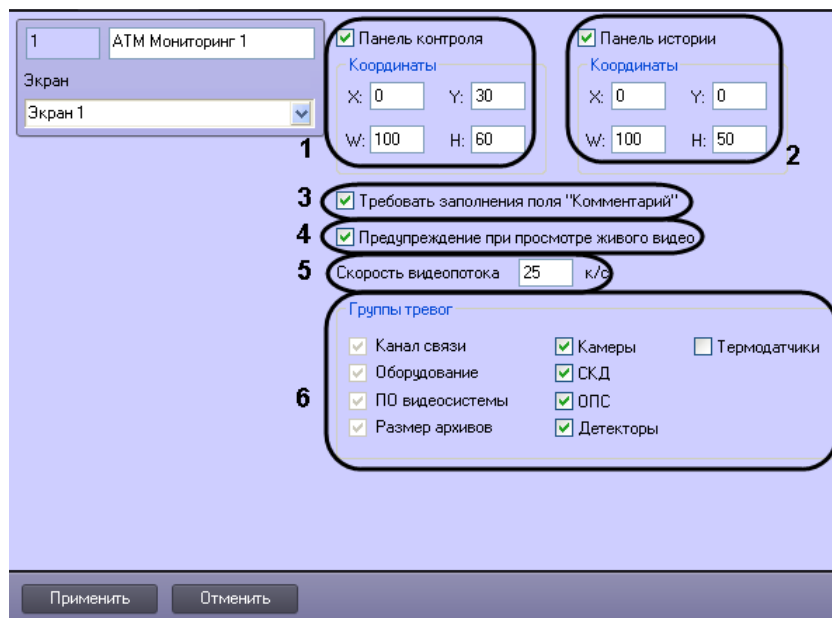 1 АТМ Мониторинг 1
Экран
Экран 1
1
Панель контроля
Координаты
X: 0 Y: 30
W: 100 H: 60
Панель истории
Координаты
X: 0 Y: 0
W: 100 H: 50
2
3 Требовать заполнения поля "Комментарий"
4 Предупреждение при просмотре живого видео
5 Скорость видеопотока 25 к/с
6
Группы тревог
Канал связи Камеры Термодатчики
Оборудование СКД
ПО видеосистемы ОПС
Размер архивов Детекторы
Применить Отменить